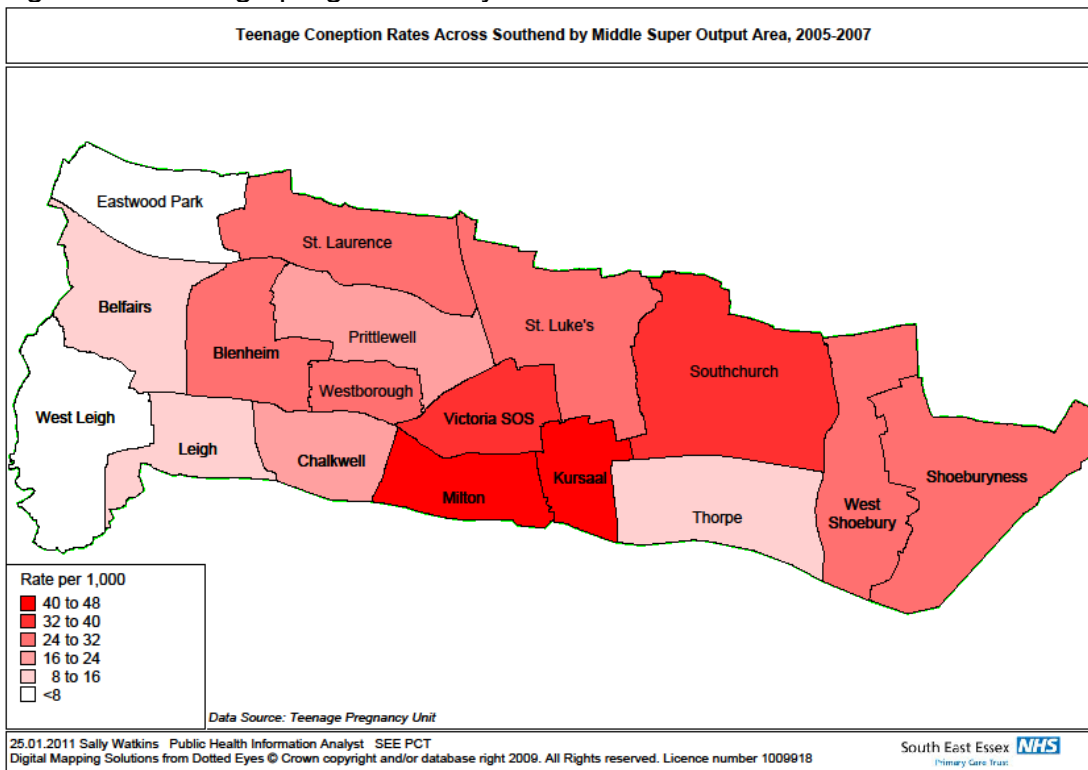 Teenage Conception Rates Across Southend by Middle Super Output Area, 2005-2007
Eastwood Park
St. Laurence
Belfairs
St. Luke's
Prittlewell
Blenheim
Southchurch
Westborough
West Leigh
Victoria SOS
Leigh
Chalkwell
Kursaal
Shoeburyness
Milton
Thorpe
West
Shoebury
Rate per 1,000
40 to 48
32 to 40
24 to 32
16 to 24
8 to 16
<8
Data Source: Teenage Pregnancy Unit
25.01.2011 Sally Watkins Public Health Information Analyst SEE PCT
Digital Mapping Solutions from Dotted Eyes © Crown copyright and/or database right 2009. All Rights reserved. Licence number 1009918
South East Essex NHS
Primary Care Trust